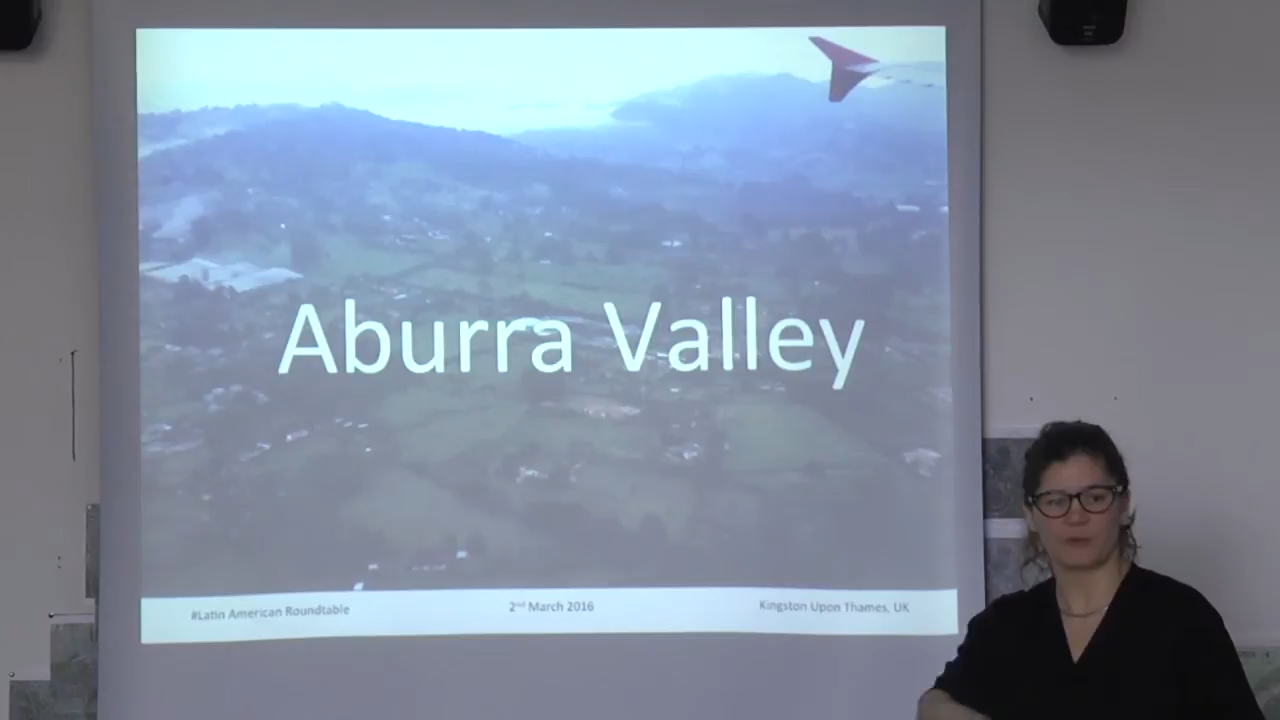 Aburra Valley
#Latin American Roundtable
2nd March 2016
Kingston Upon Thames, UK